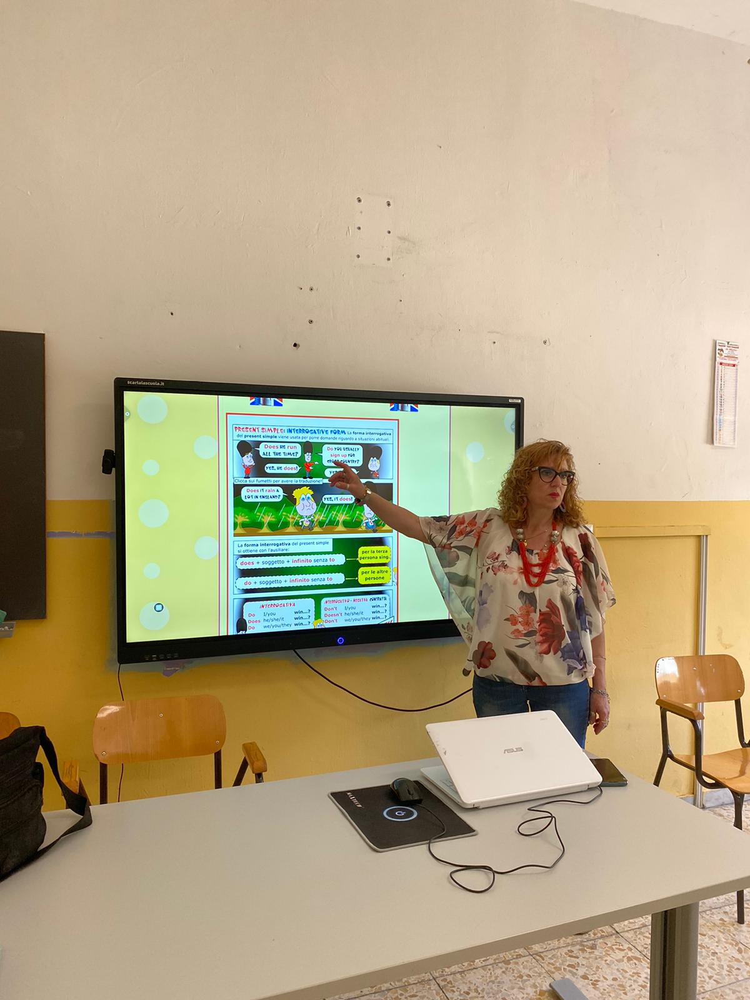 scartalascuola.it
PRESENT SIMPLE: INTERROGATIVE FORM La forma interrogativa
del present simple viene usata per porre domande riguardo a situazioni abituali.
Does HE run
ALL THE TIME?
YES, HE does!
Do YOU USUALLY
sign up FOR
CROSS COUNTRY?
Clicca sui fumetti per avere la traduzione!
Does IT rain A
LOT IN ENGLAND?
YES, IT does!
La forma interrogativa del present simple
si ottiene con l'ausiliare:
does + soggetto + infinito senza to
per la terza
persona sing.
do + soggetto + infinito senza to
per le altre
persone
INTERROGATIVA
Do I/you win...?
Does he/she/it win...?
Do we/you/they win...?
INTERROGATIVO - NEGATIVA CONTRATTA
Don't I/you win...?
Doesn't he/she/it win...?
Don't we/you/they win...?
ASUS
MAXTECH